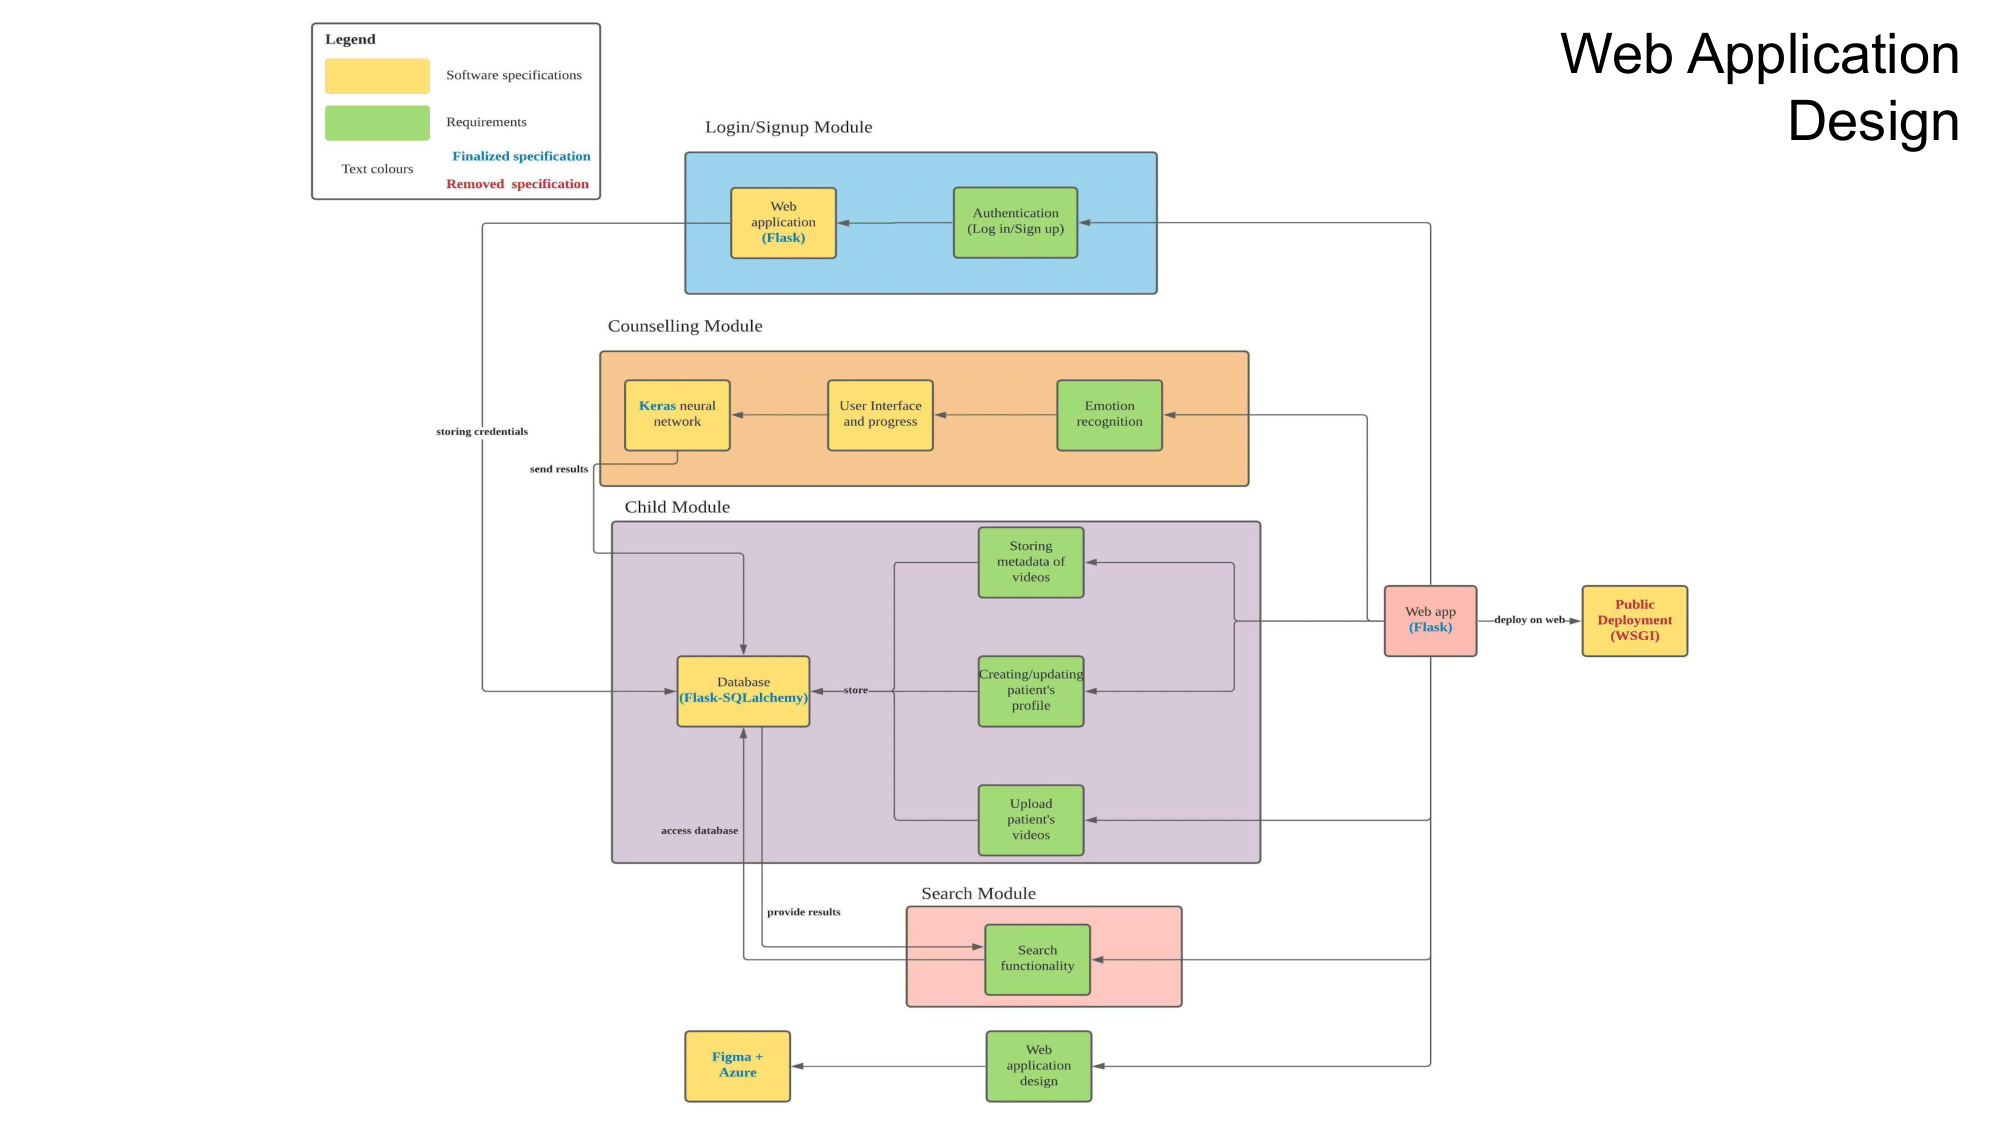 Web Application
Design
Legend
Software specifications
Requirements
Text colours
Finalized specification
Removed specification
Login/Signup Module
Web
application
(Flask)
Authentication
(Log in/Sign up)
Counselling Module
Keras neural
network
User Interface
and progress
Emotion
recognition
storing credentials
send results
Child Module
Storing
metadata of
videos
Database
(Flask-SQLalchemy)
store
Creating/updating
patient's
profile
Web app
(Flask)
deploy on web
Public
Deployment
(WSGI)
Upload
patient's
videos
access database
provide results
Search Module
Search
functionality
Figma +
Azure
Web
application
design